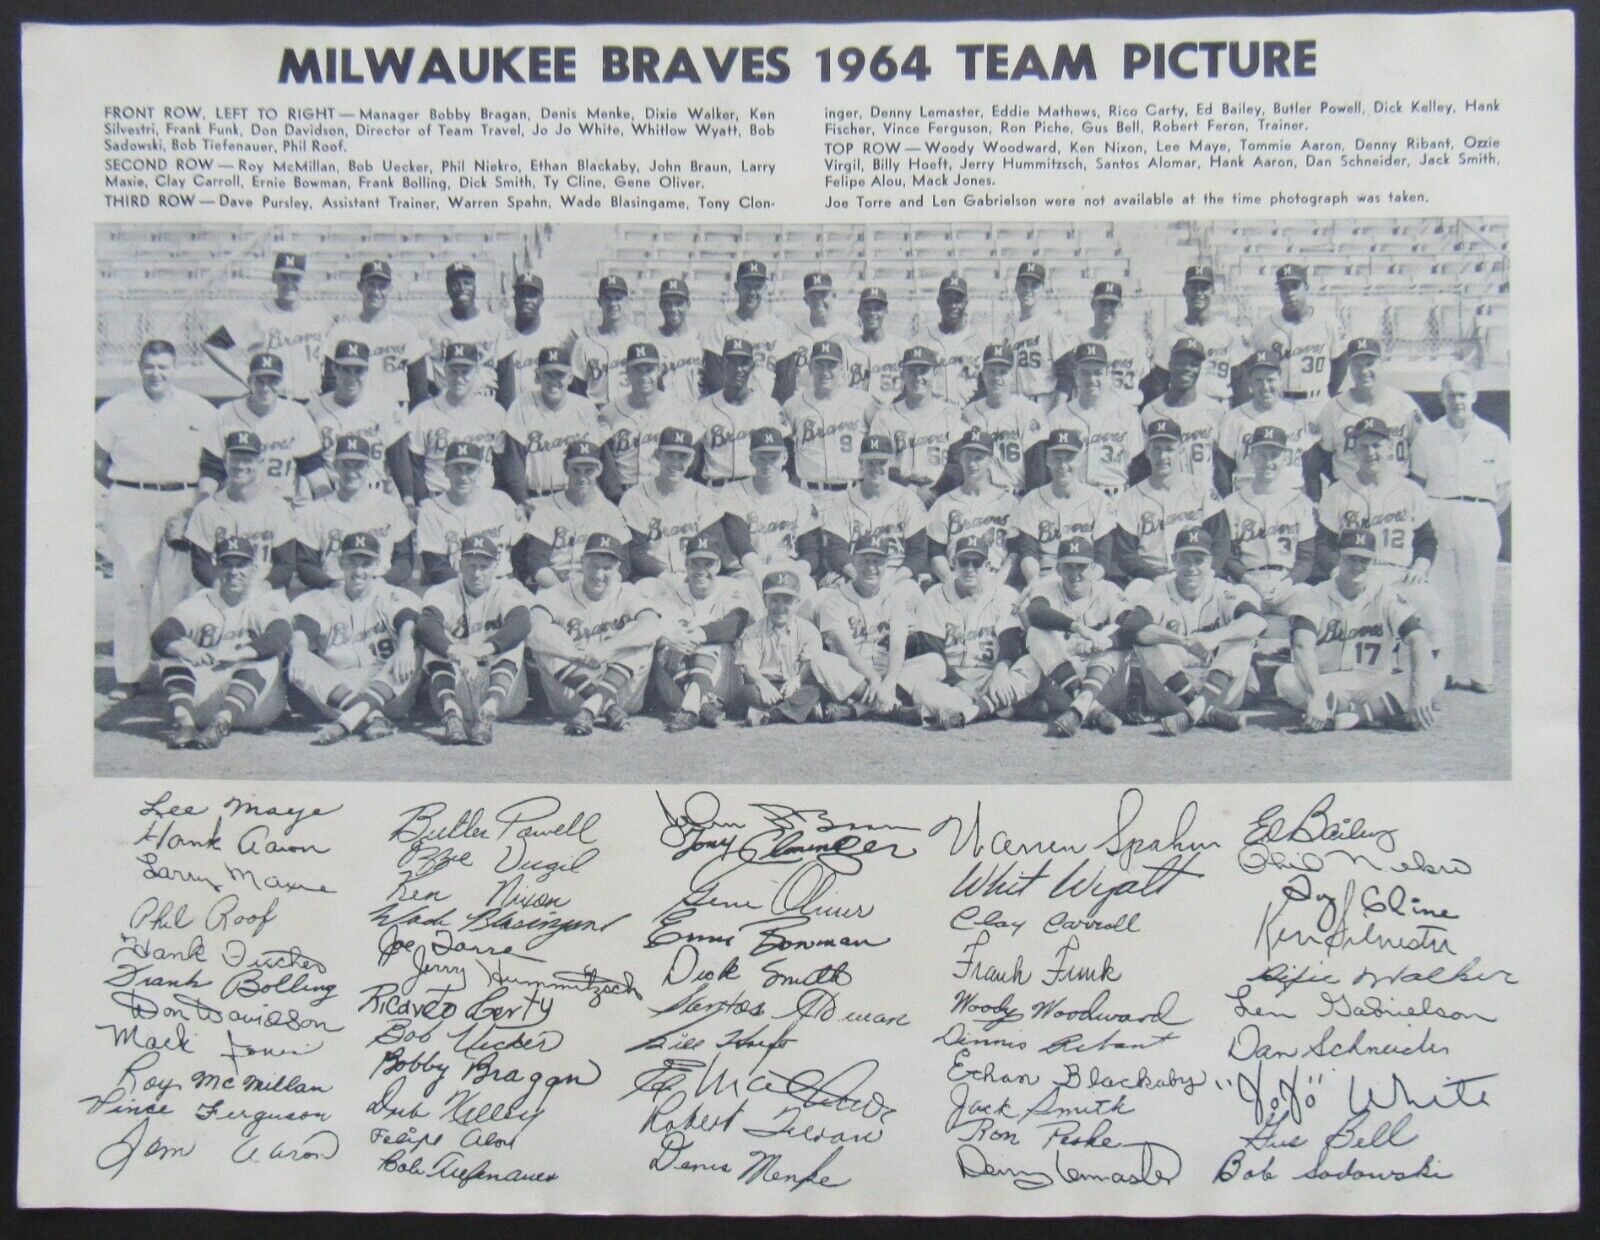 MILWAUKEE BRAVES 1964 TEAM PICTURE
FRONT ROW, LEFT TO RIGHT — Manager Bobby Bragan, Denis Menke, Dixie Walker, Ken
Silvestri, Frank Funk, Don Davidson, Director of Team Travel, Jo Jo White, Whitlow Wyatt, Bob
Sadowski, Bob Tiefenauer, Phil Roof.
SECOND ROW — Roy McMillan, Bob Uecker, Phil Niekro, Ethan Blackaby, John Braun, Larry
Maxie, Clay Carroll, Ernie Bowman, Frank Bolling, Dick Smith, Ty Cline, Gene Oliver.
THIRD ROW — Dave Pursley, Assistant Trainer, Warren Spahn, Wade Blasingame, Tony Clon-
inger, Denny Lemaster, Eddie Mathews, Rico Carty, Ed Bailey, Butler Powell, Dick Kelley, Hank
Fischer, Vince Ferguson, Ron Piche, Gus Bell, Robert Feron, Trainer.
TOP ROW — Woody Woodward, Ken Nixon, Lee Maye, Tommie Aaron, Denny Ribant, Ozzie
Virgil, Billy Hoeft, Jerry Hummitzsch, Santos Alomar, Hank Aaron, Dan Schneider, Jack Smith,
Felipe Alou, Mack Jones.
Joe Torre and Len Gabrielson were not available at the time photograph was taken.
Lee Maye
Hank Aaron
Larry Maxie
Phil Roof
Hank Fischer
Frank Bolling
Don Davidson
Mack Jones
Roy McMillan
Vince Ferguson
Tom Aaron
Butler Powell
Ozzie Virgil
Ken Nixon
Wade Blasingame
Joe Torre
Jerry Hummitzsch
Ricardo Carty
Bob Uecker
Bobby Bragan
Dick Kelley
Felipe Alou
Bob Tiefenauer
John Braun
Tony Cloninger
Gene Oliver
Ernie Bowman
Dick Smith
Santos Alomar
Bill Hoeft
E Mathews
Robert Feron
Denis Menke
Warren Spahn
Whit Wyatt
Clay Carroll
Frank Funk
Woody Woodward
Dennis Ribant
Ethan Blackaby
Jack Smith
Ron Piche
Denny Lemaster
Ed Bailey
Phil Niekro
Ty Cline
Ken Silvestri
Dixie Walker
Len Gabrielson
Dan Schneider
"JoJo" White
Gus Bell
Bob Sadowski